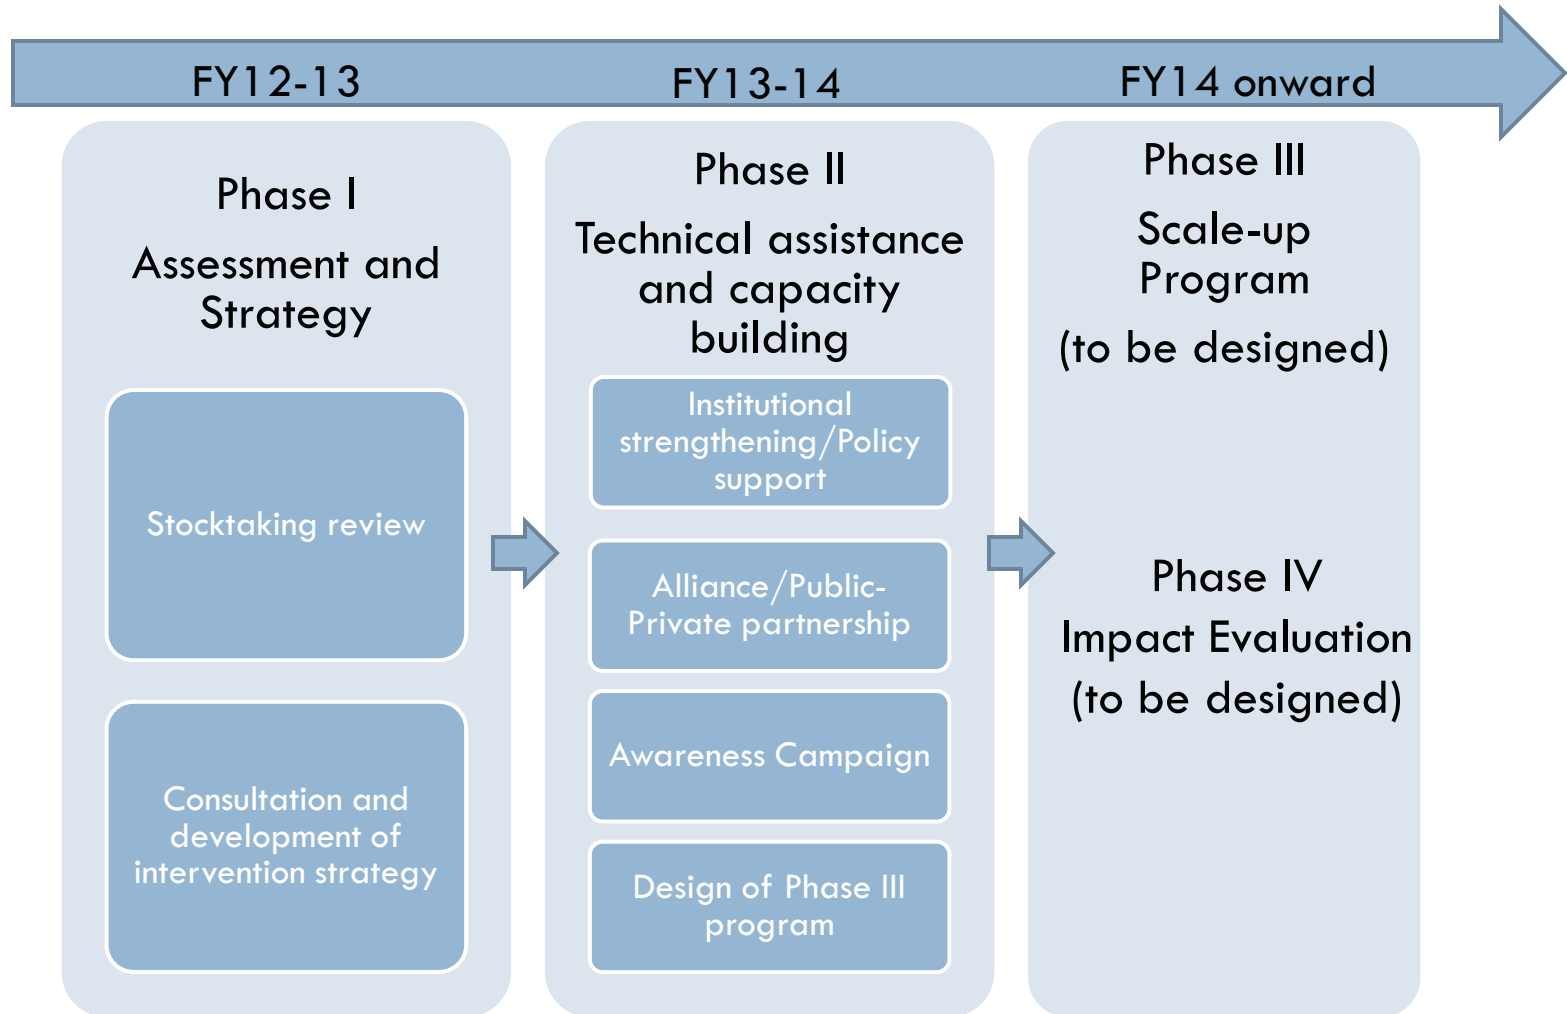 FY12-13
FY13-14
FY14 onward
Phase I
Assessment and
Strategy
Stocktaking review
Consultation and
development of
intervention strategy
Phase II
Technical assistance
and capacity
building
Institutional
strengthening/Policy
support
Alliance/Public-
Private partnership
Awareness Campaign
Design of Phase III
program
Phase III
Scale-up
Program
(to be designed)
Phase IV
Impact Evaluation
(to be designed)